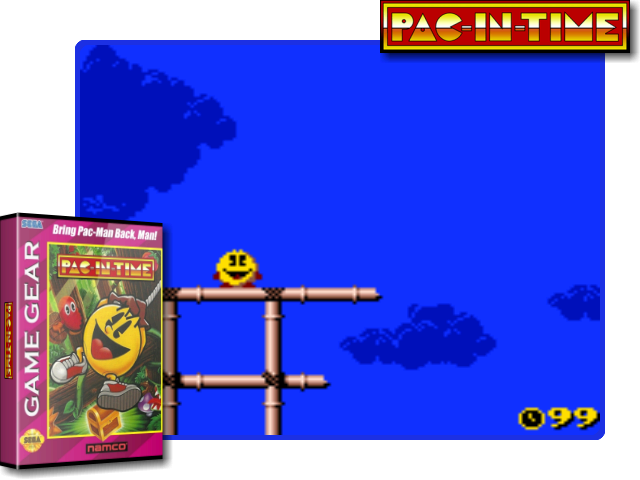 PAC-IN-TIME
99
SEGA
Bring Pac-Man Back, Man!
PAC-IN-TIME
GAME GEAR
PAC-IN-TIME
SEGA
namco